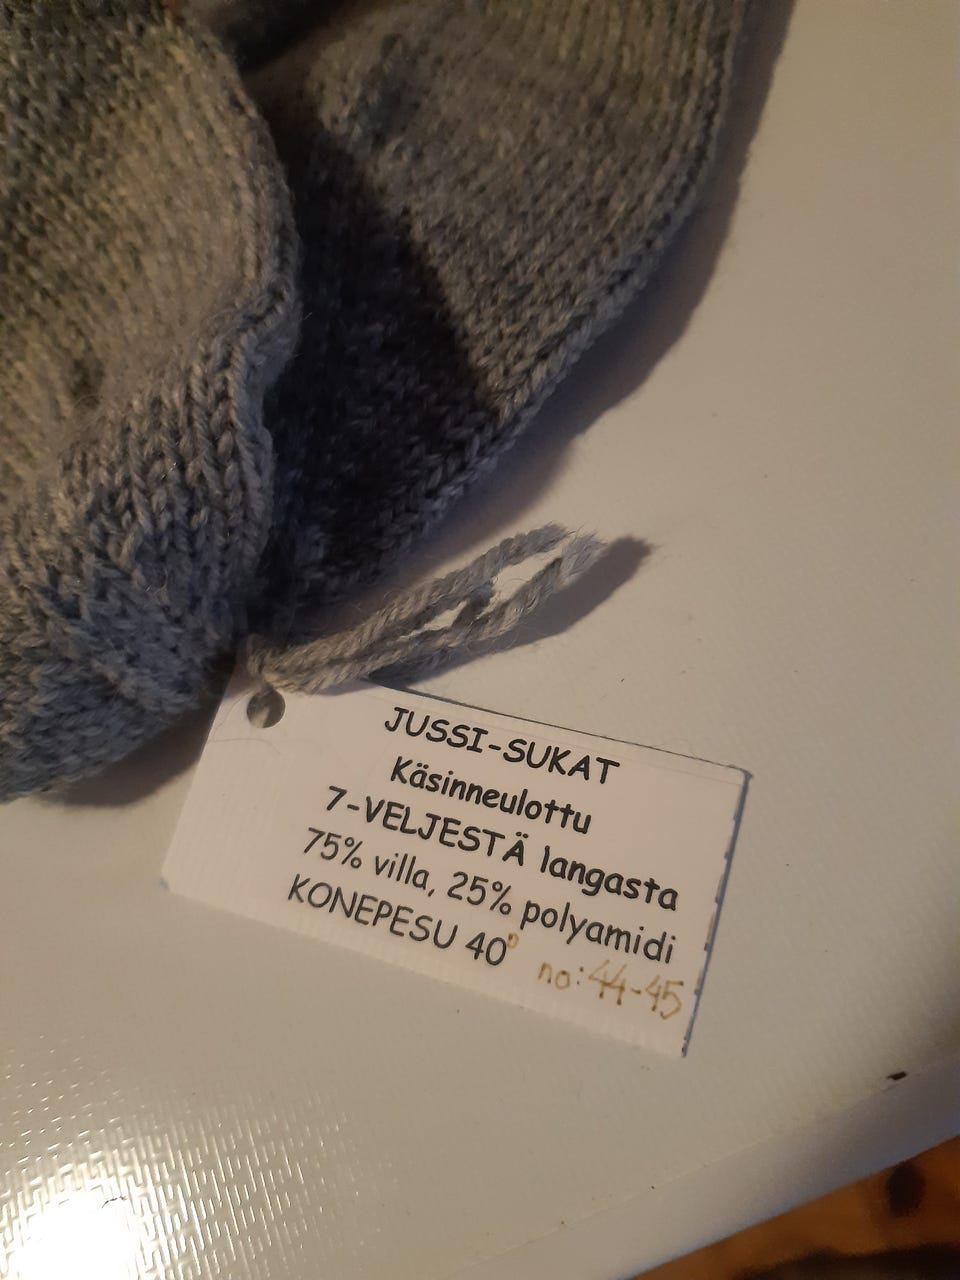 JUSSI-SUKAT
Käsinneulottu
7-VELJESTÄ langasta
75% villa, 25% polyamidi
KONEPESU 40°
no: 44-45